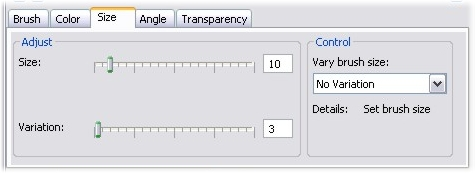 Brush Color Size Angle Transparency
Adjust
Size: 10
Variation: 3
Control
Vary brush size:
No Variation
Details: Set brush size